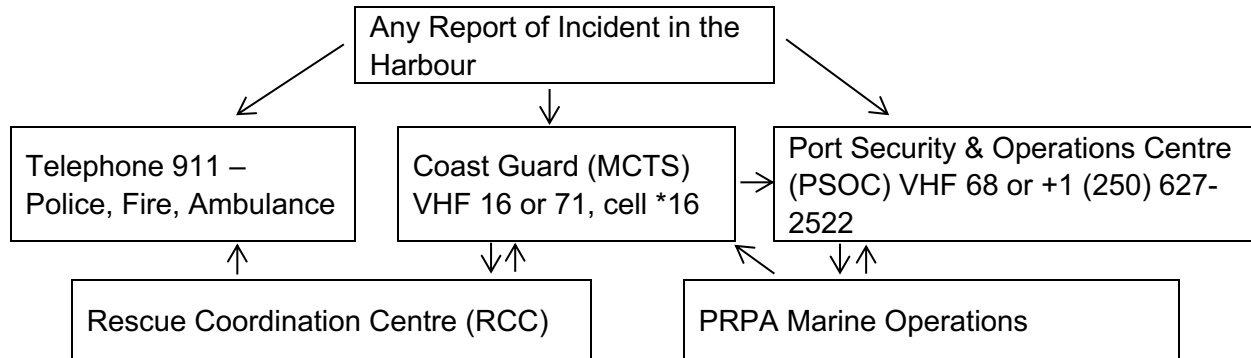 Any Report of Incident in the
Harbour
Telephone 911 –
Police, Fire, Ambulance
Coast Guard (MCTS)
VHF 16 or 71, cell *16
Port Security & Operations Centre
(PSOC) VHF 68 or +1 (250) 627-
2522
Rescue Coordination Centre (RCC)
PRPA Marine Operations